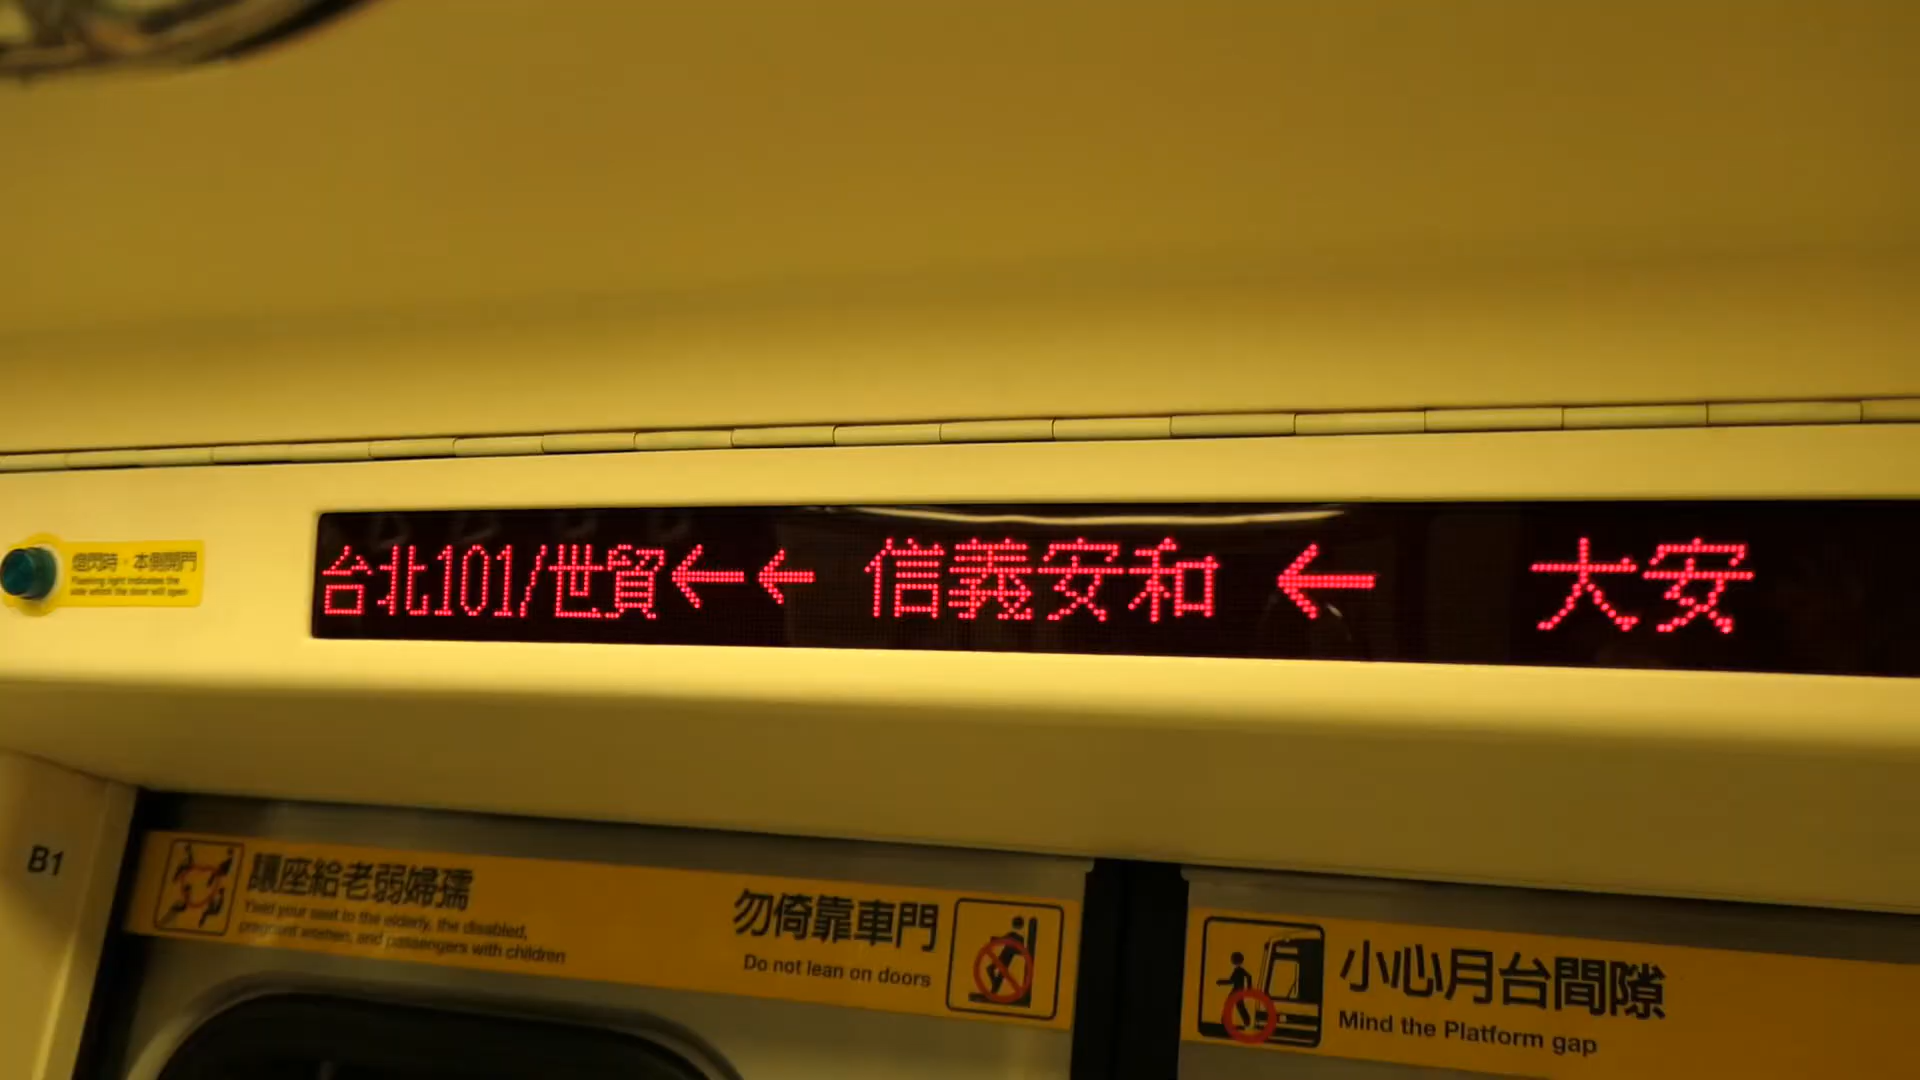 燈閃時，本側開門
Flashing light indicates the
side which the door will open
台北101/世貿←← 信義安和 ← 大安
B1
讓座給老弱婦孺
Yield your seat to the elderly, the disabled,
pregnant women, and passengers with children
勿倚靠車門
Do not lean on doors
小心月台間隙
Mind the Platform gap